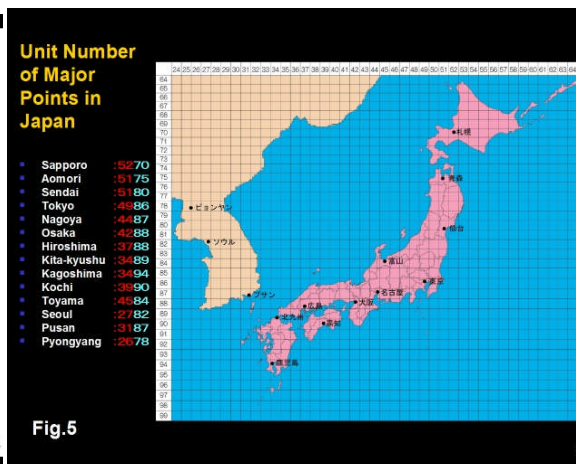 Unit Number
of Major
Points in
Japan
Sapporo :5270
Aomori :5175
Sendai :5180
Tokyo :4986
Nagoya :4487
Osaka :4288
Hiroshima :3788
Kita-kyushu :3489
Kagoshima :3494
Kochi :3990
Toyama :4584
Seoul :2782
Pusan :3187
Pyongyang :2678
Fig.5
24 25 26 27 28 29 30 31 32 33 34 35 36 37 38 39 40 41 42 43 44 45 46 47 48 49 50 51 52 53 54 55 56 57 58 59 60 61 62 63
64
65
66
67
68
69
70
71
72
73
74
75
76
77
78
79
80
81
82
83
84
85
86
87
88
89
90
91
92
93
94
95
96
97
98
99
札幌
青森
ピョンヤン
仙台
ソウル
富山
東京
プサン
名古屋
広島
大阪
北九州
高知
鹿児島